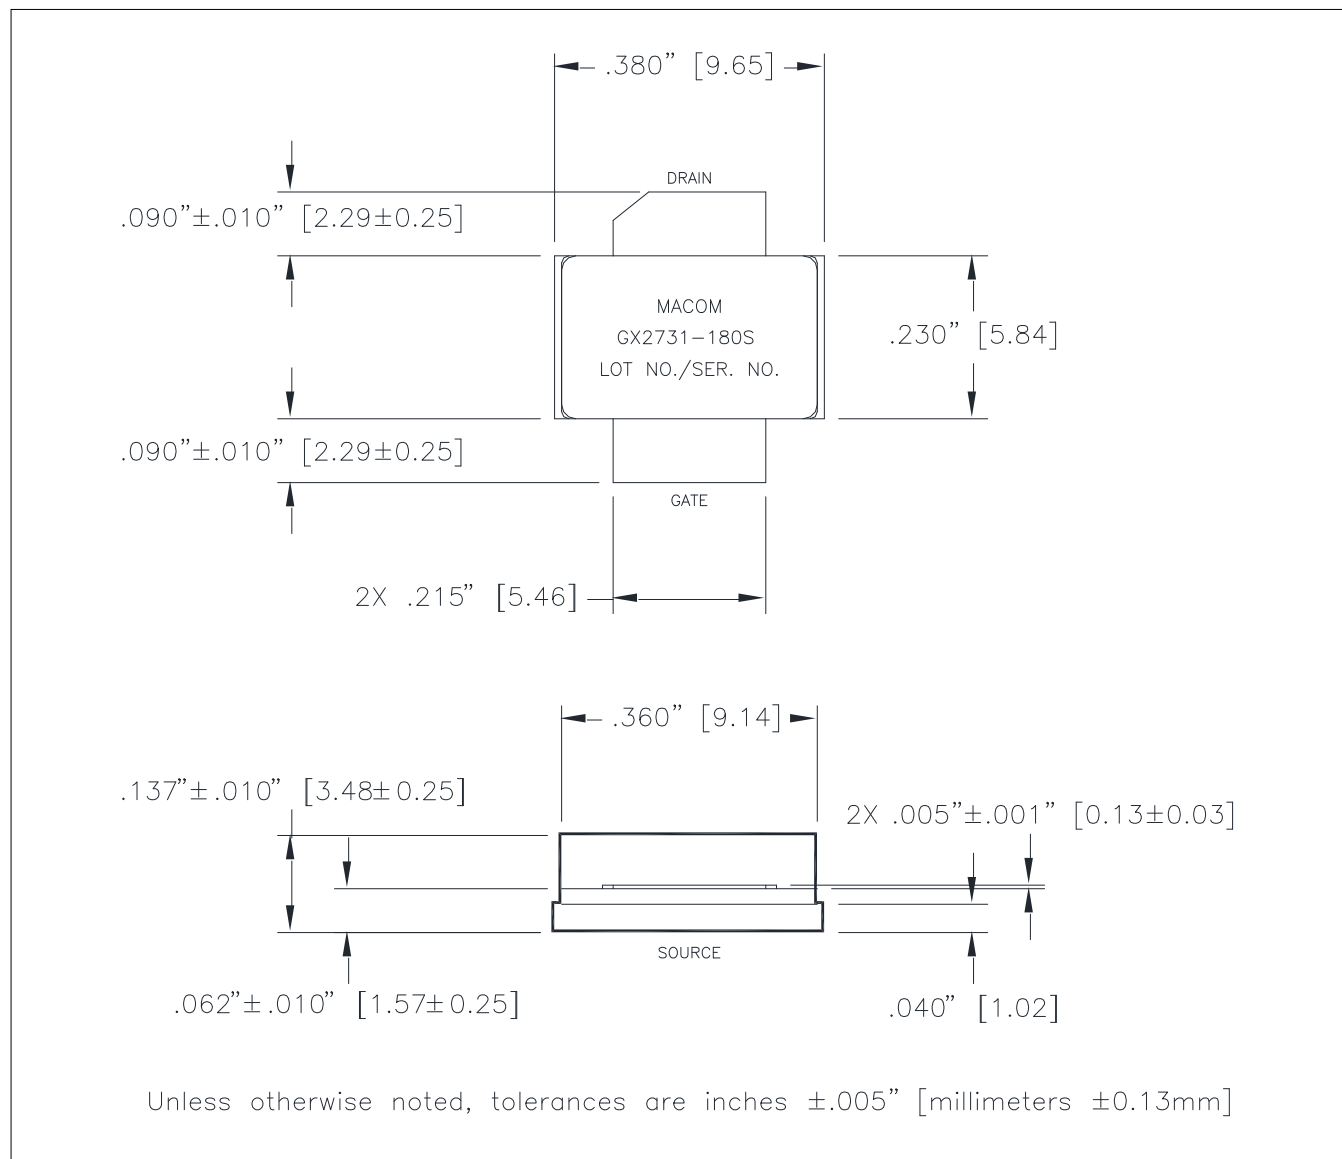 .380” [9.65]
DRAIN
.090”±.010” [2.29±0.25]
MACOM
GX2731-180S
LOT NO./SER. NO.
.230” [5.84]
.090”±.010” [2.29±0.25]
GATE
2X .215” [5.46]
.360” [9.14]
.137”±.010” [3.48±0.25]
2X .005”±.001” [0.13±0.03]
SOURCE
.062”±.010” [1.57±0.25]
.040” [1.02]
Unless otherwise noted, tolerances are inches ±.005” [millimeters ±0.13mm]